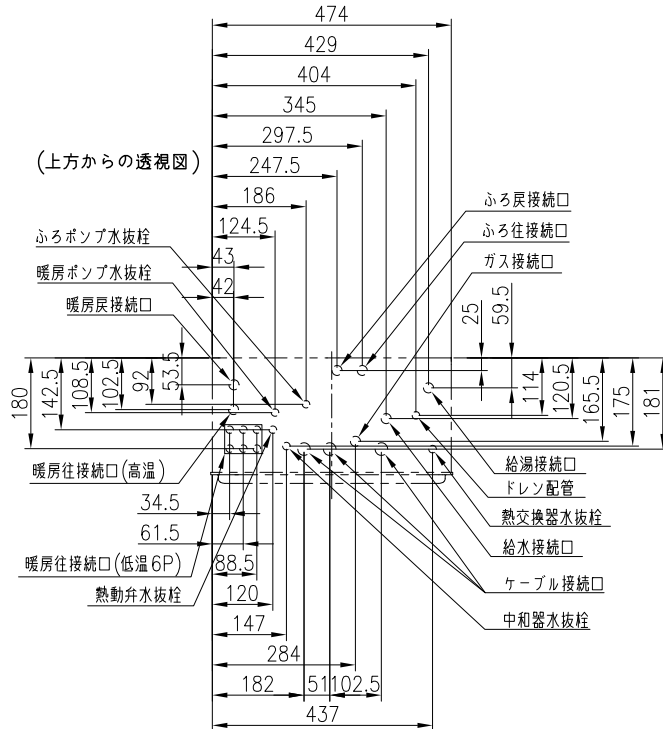 474
429
404
345
297.5
(上方からの透視図)
247.5
186
ふろ戻接続口
124.5
ふろポンプ水抜栓
ふろ往接続口
43
ガス接続口
暖房ポンプ水抜栓
42
暖房戻接続口
25
59.5
180
142.5
108.5
102.5
92
53.5
114
120.5
165.5
175
181
暖房往接続口(高温)
給湯接続口
ドレン配管
34.5
熱交換器水抜栓
61.5
給水接続口
暖房往接続口(低温6P)
88.5
ケーブル接続口
熱動弁水抜栓
120
中和器水抜栓
147
284
182
51
102.5
437